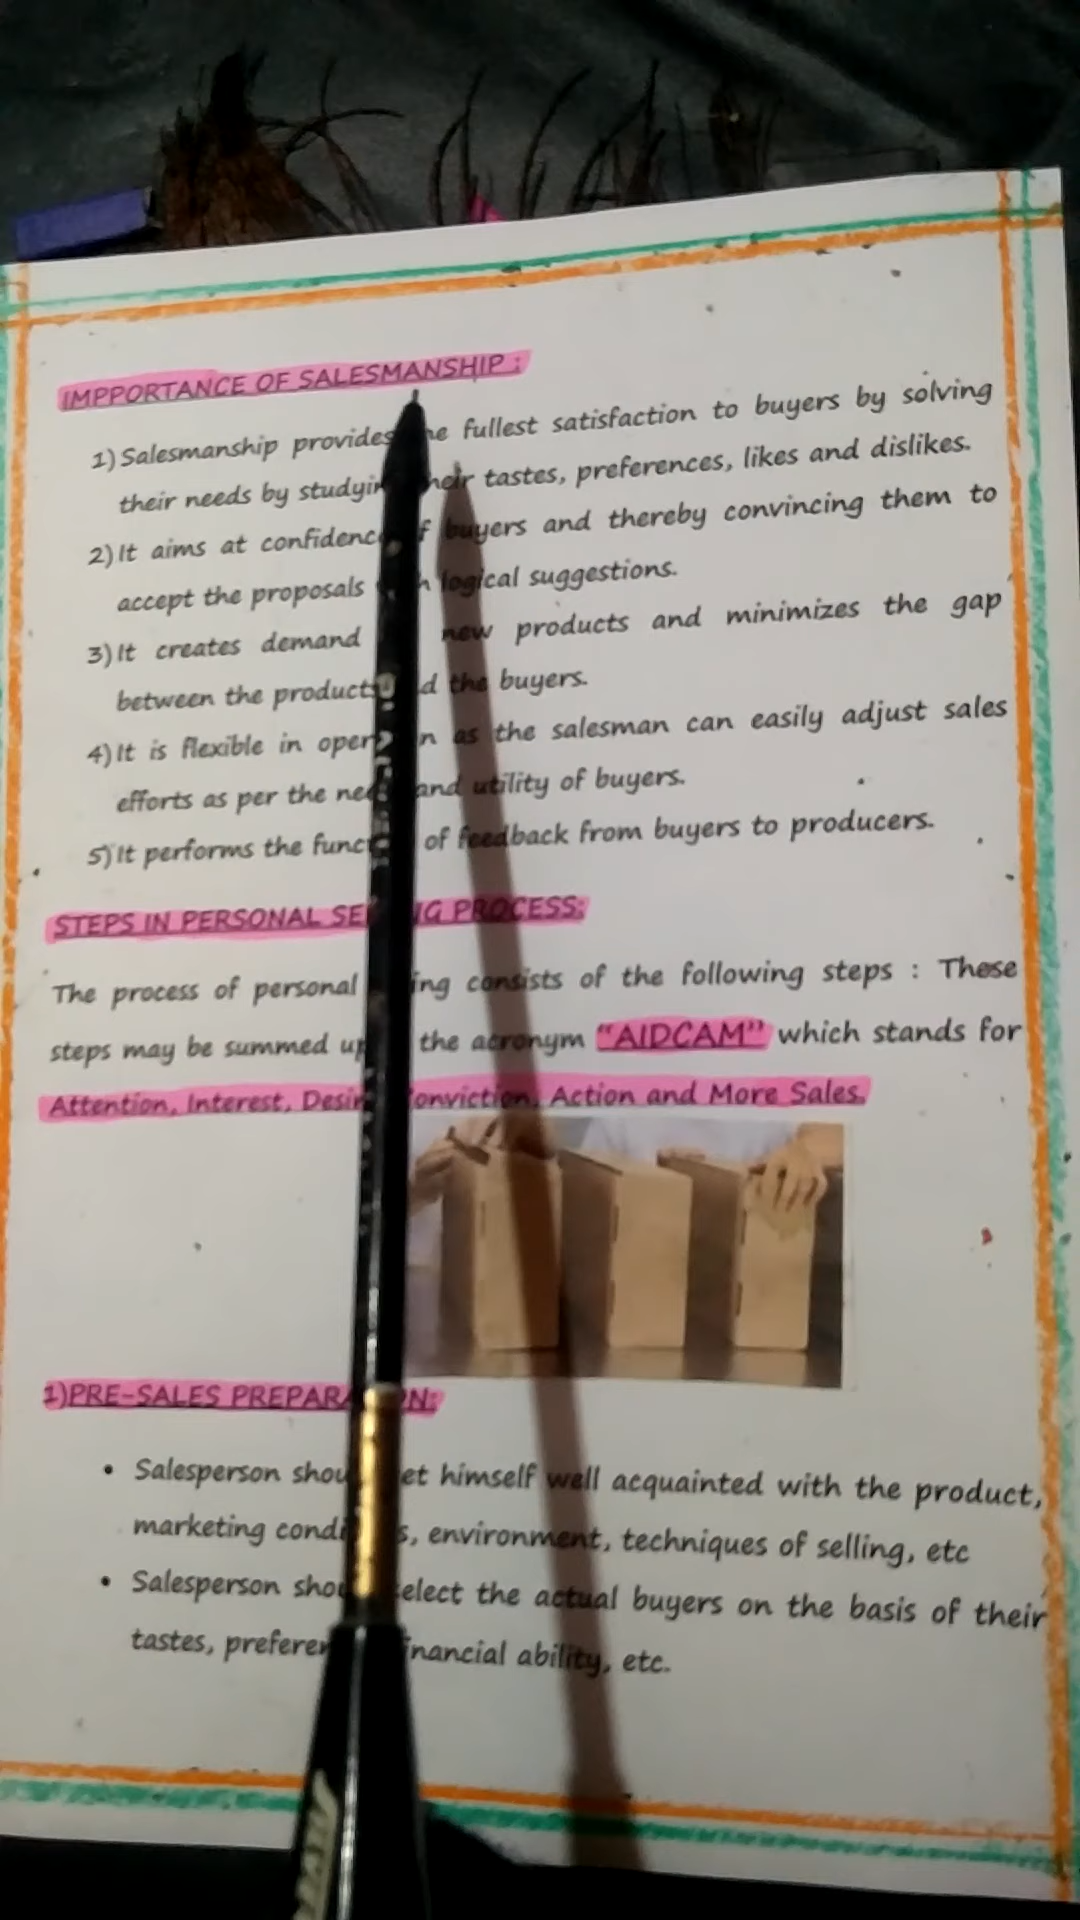 IMPPORTANCE OF SALESMANSHIP :
1) Salesmanship provides fullest satisfaction to buyers by solving
their needs by tastes, preferences, likes and dislikes.
2) It aims at buyers and thereby convincing them to
accept the proposals logical suggestions.
3) It creates demand new products and minimizes the gap
between the the buyers.
4) It is flexible in as the salesman can easily adjust sales
efforts as per the and utility of buyers.
5) It performs the of feedback from buyers to producers.
STEPS IN PERSONAL PROCESS:
The process of personal consists of the following steps : These
steps may be summed the acronym "AIDCAM" which stands for
Attention, Interest, Action and More Sales.
1)PRE-SALES
• Salesperson himself well acquainted with the product,
marketing environment, techniques of selling, etc
• Salesperson the actual buyers on the basis of their
tastes, ability, etc.